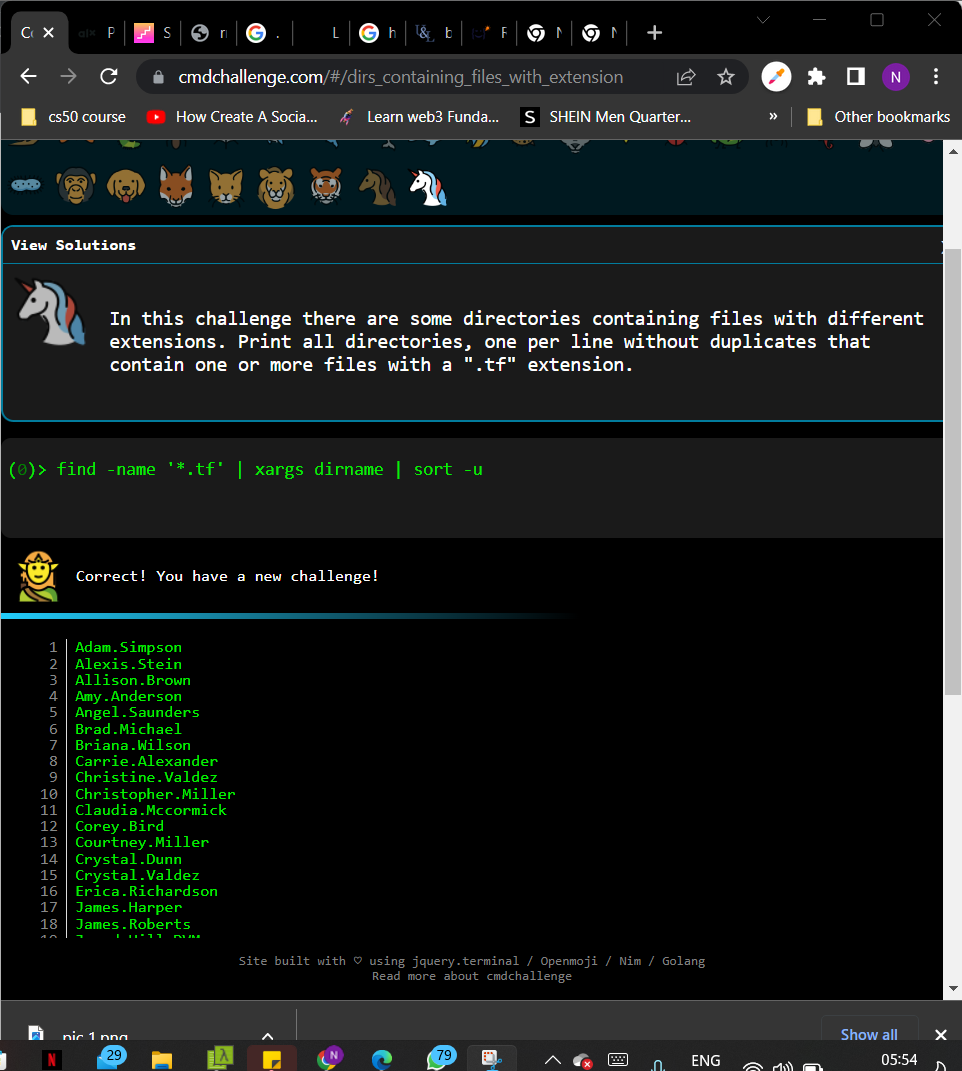 P
S
r
G .
L
G h
U& b
F
N
N
cmdchallenge.com/#/dirs_containing_files_with_extension
N
cs50 course
How Create A Socia...
Learn web3 Funda...
S SHEIN Men Quarter...
»
Other bookmarks
View Solutions
In this challenge there are some directories containing files with different
extensions. Print all directories, one per line without duplicates that
contain one or more files with a ".tf" extension.
(0)> find -name '*.tf' | xargs dirname | sort -u
Correct! You have a new challenge!
1 Adam.Simpson
2 Alexis.Stein
3 Allison.Brown
4 Amy.Anderson
5 Angel.Saunders
6 Brad.Michael
7 Briana.Wilson
8 Carrie.Alexander
9 Christine.Valdez
10 Christopher.Miller
11 Claudia.Mccormick
12 Corey.Bird
13 Courtney.Miller
14 Crystal.Dunn
15 Crystal.Valdez
16 Erica.Richardson
17 James.Harper
18 James.Roberts
Site built with ♡ using jquery.terminal / Openmoji / Nim / Golang
Read more about cmdchallenge
pic 1.png
Show all
N
29
λ
N
79
ENG
05:54